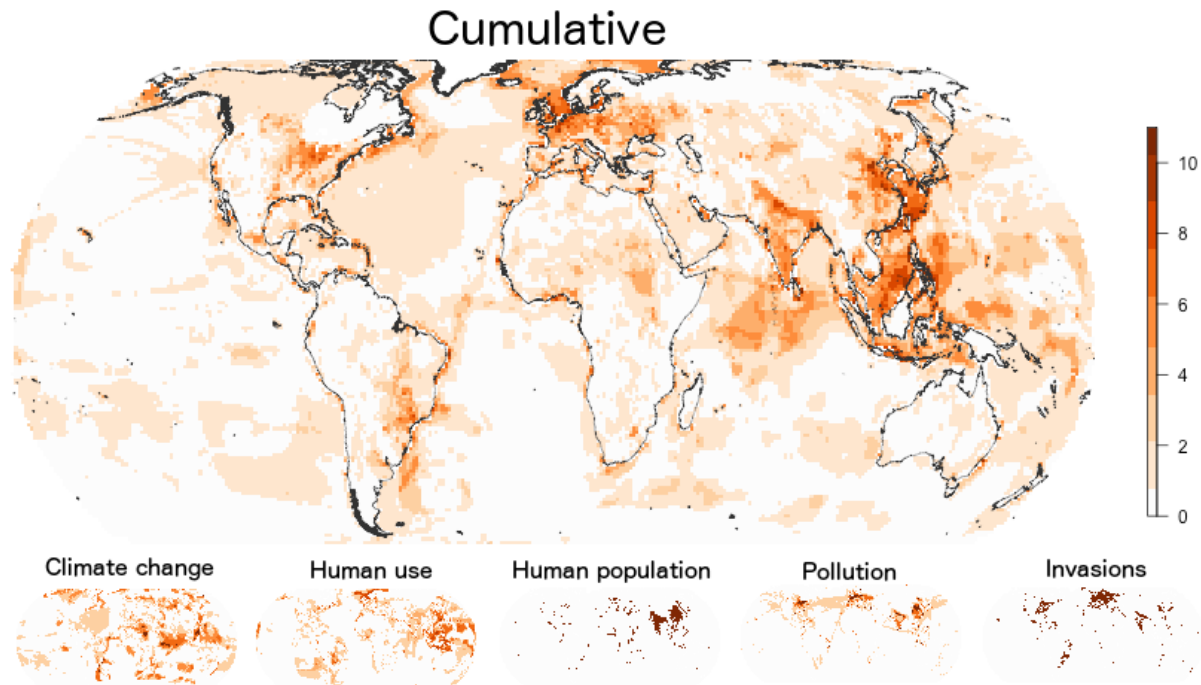 Cumulative
10
8
6
4
2
0
Climate change
Human use
Human population
Pollution
Invasions